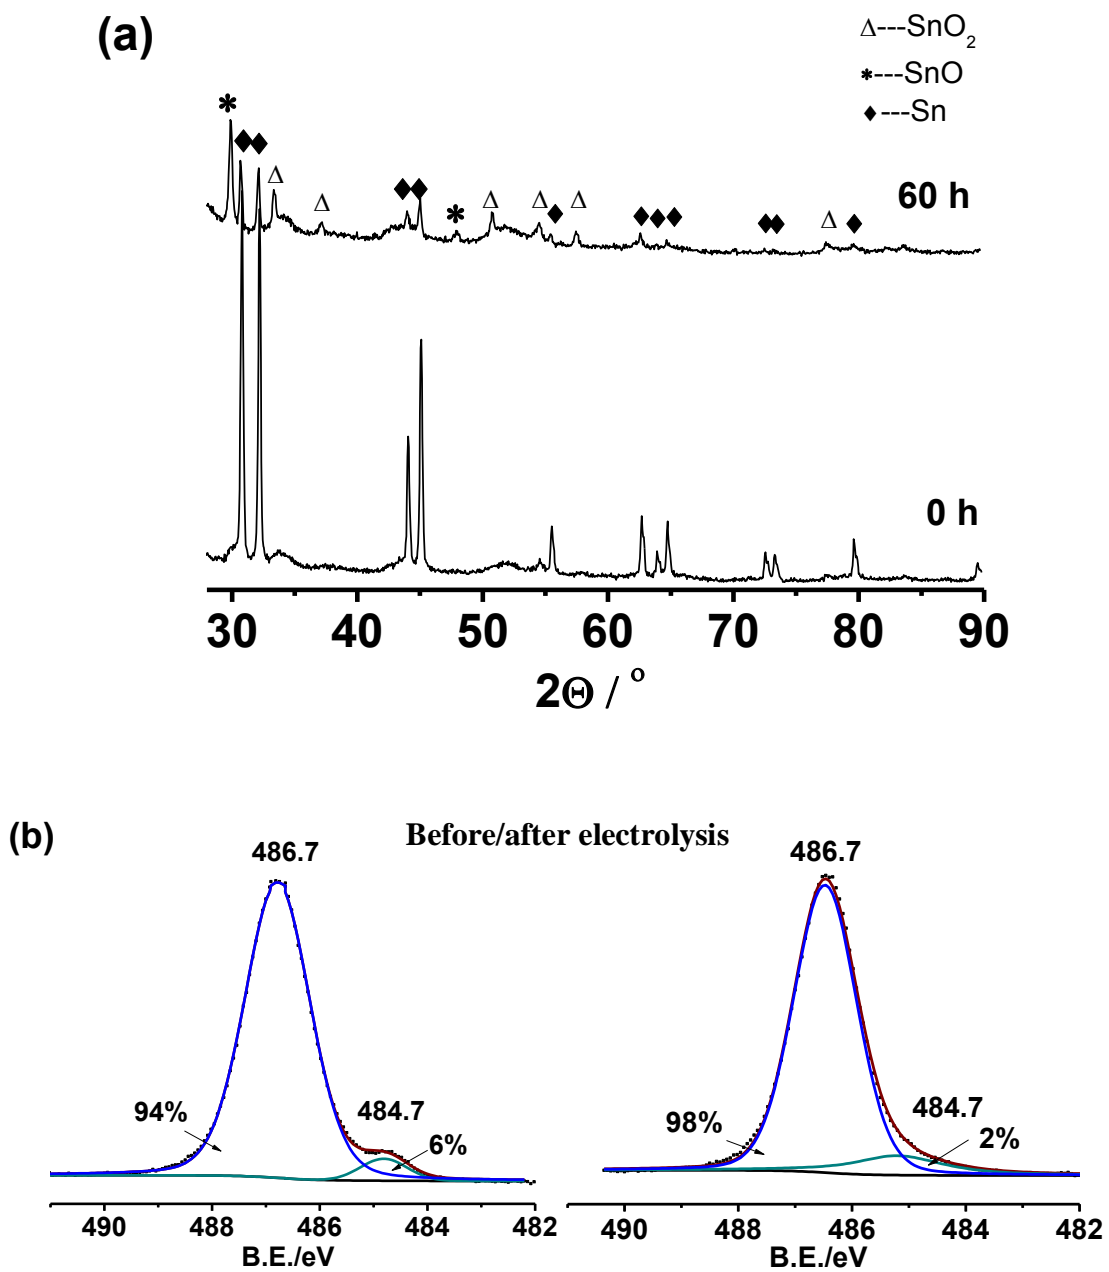 (a)
Δ---SnO₂
*---SnO
♦---Sn
60 h
0 h
30 40 50 60 70 80 90
2Θ / °
(b)
Before/after electrolysis
486.7
486.7
94%
484.7
6%
98%
484.7
2%
490 488 486 484 482
490 488 486 484 482
B.E./eV
B.E./eV